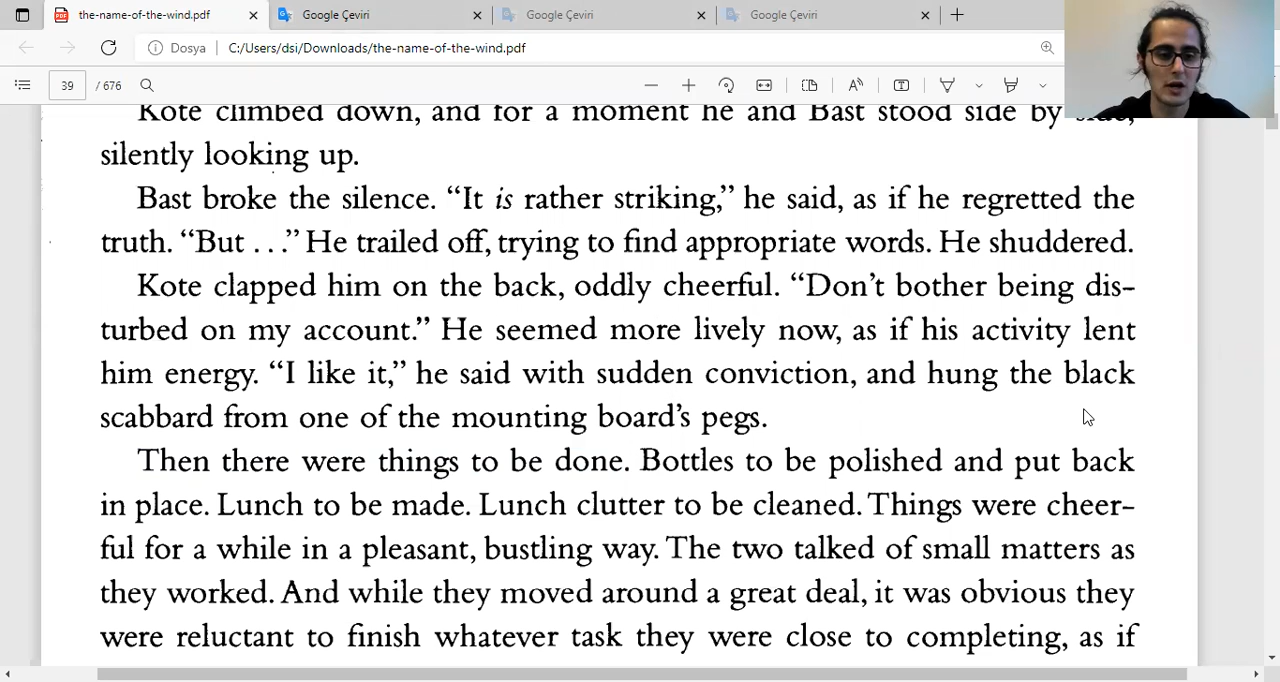 the-name-of-the-wind.pdf
Google Çeviri
Google Çeviri
Google Çeviri
Dosya
C:/Users/dsi/Downloads/the-name-of-the-wind.pdf
39 / 676
Kote climbed down, and for a moment he and Bast stood side by side,
silently looking up.
Bast broke the silence. “It is rather striking,” he said, as if he regretted the
truth. “But . . .” He trailed off, trying to find appropriate words. He shuddered.
Kote clapped him on the back, oddly cheerful. “Don’t bother being dis-
turbed on my account.” He seemed more lively now, as if his activity lent
him energy. “I like it,” he said with sudden conviction, and hung the black
scabbard from one of the mounting board’s pegs.
Then there were things to be done. Bottles to be polished and put back
in place. Lunch to be made. Lunch clutter to be cleaned. Things were cheer-
ful for a while in a pleasant, bustling way. The two talked of small matters as
they worked. And while they moved around a great deal, it was obvious they
were reluctant to finish whatever task they were close to completing, as if